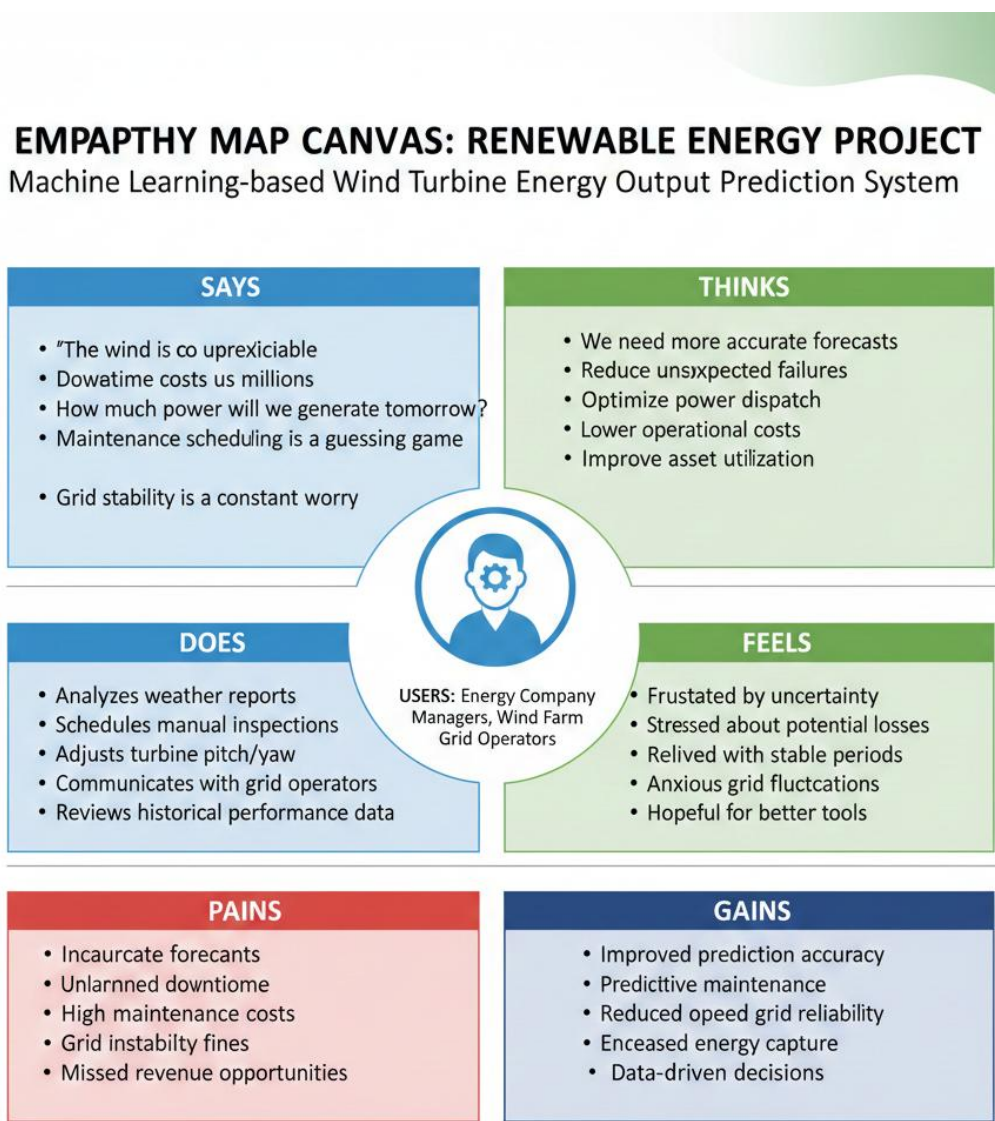 EMPAPTHY MAP CANVAS: RENEWABLE ENERGY PROJECT
Machine Learning-based Wind Turbine Energy Output Prediction System
SAYS
• "The wind is co uprexiciable
• Dowatime costs us millions
• How much power will we generate tomorrow?
• Maintenance scheduling is a guessing game
• Grid stability is a constant worry
THINKS
• We need more accurate forecasts
• Reduce unsxpected failures
• Optimize power dispatch
• Lower operational costs
• Improve asset utilization
DOES
• Analyzes weather reports
• Schedules manual inspections
• Adjusts turbine pitch/yaw
• Communicates with grid operators
• Reviews historical performance data
USERS: Energy Company
Managers, Wind Farm
Grid Operators
FEELS
• Frustated by uncertainty
• Stressed about potential losses
• Relived with stable periods
• Anxious grid fluctcations
• Hopeful for better tools
PAINS
• Incaurcate forecants
• Unlarnned downtiome
• High maintenance costs
• Grid instabilty fines
• Missed revenue opportunities
GAINS
• Improved prediction accuracy
• Predictive maintenance
• Reduced opeed grid reliability
• Enceased energy capture
• Data-driven decisions